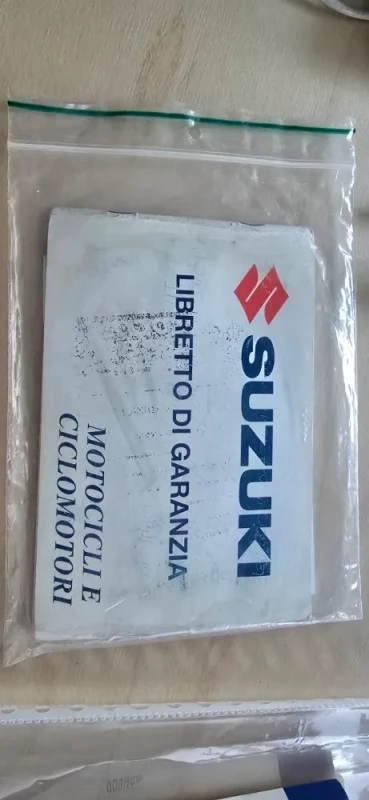 SUZUKI
LIBRETTO DI GARANZIA
MOTOCICLI E
CICLOMOTORI